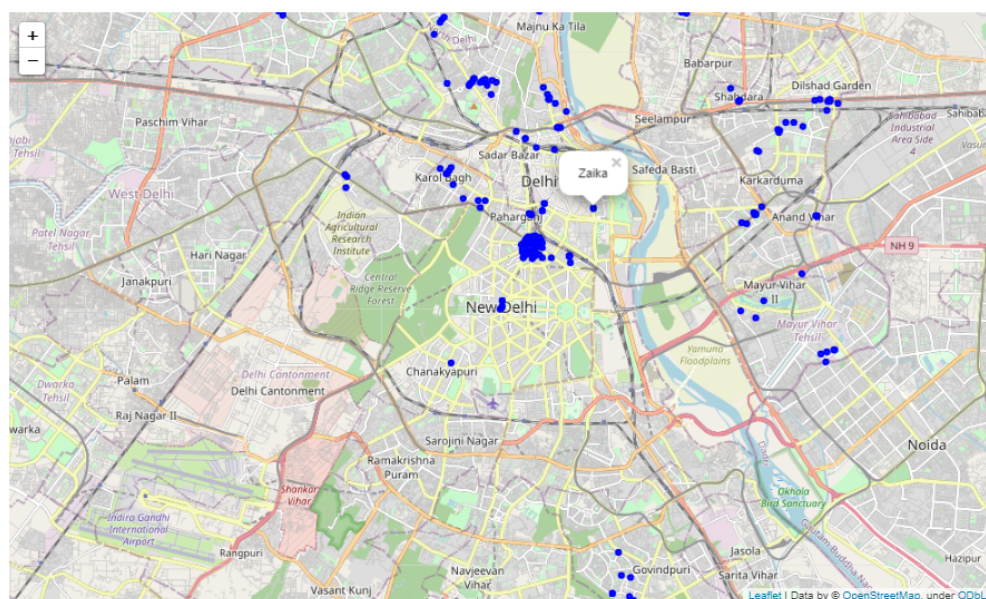 +
−
Majnu Ka Tila
Babarpur
Dilshad Garden
Shahdara
Seelampur
Sahibabad
Industrial
Area Side
4
Paschim Vihar
Sadar Bazar
×
Zaika
Delhi
Safeda Basti
Karkarduma
West Delhi
Karol Bagh
Paharganj
Anand Vihar
Indian
Agricultural
Research
Institute
Patel Nagar
Tehsil
Hari Nagar
NH 9
Janakpuri
Central
Ridge Reserve
Forest
Mayur Vihar
II
New Delhi
Mayur Vihar
Tehsil
Yamuna
Floodplains
Chanakyapuri
Delhi Cantonment
Delhi Cantonment
Dwarka
Tehsil
Palam
Raj Nagar II
Sarojini Nagar
Noida
Ramakrishna
Puram
Dadri
Shankar
Vihar
Okhla
Bird Sanctuary
Indira Gandhi
International
Airport
Rangpuri
Jasola
Hazipur
Gautam Buddha
Navjeevan
Vihar
Govindpuri
Sarita Vihar
Vasant Kunj
Leaflet | Data by © OpenStreetMap, under ODbL